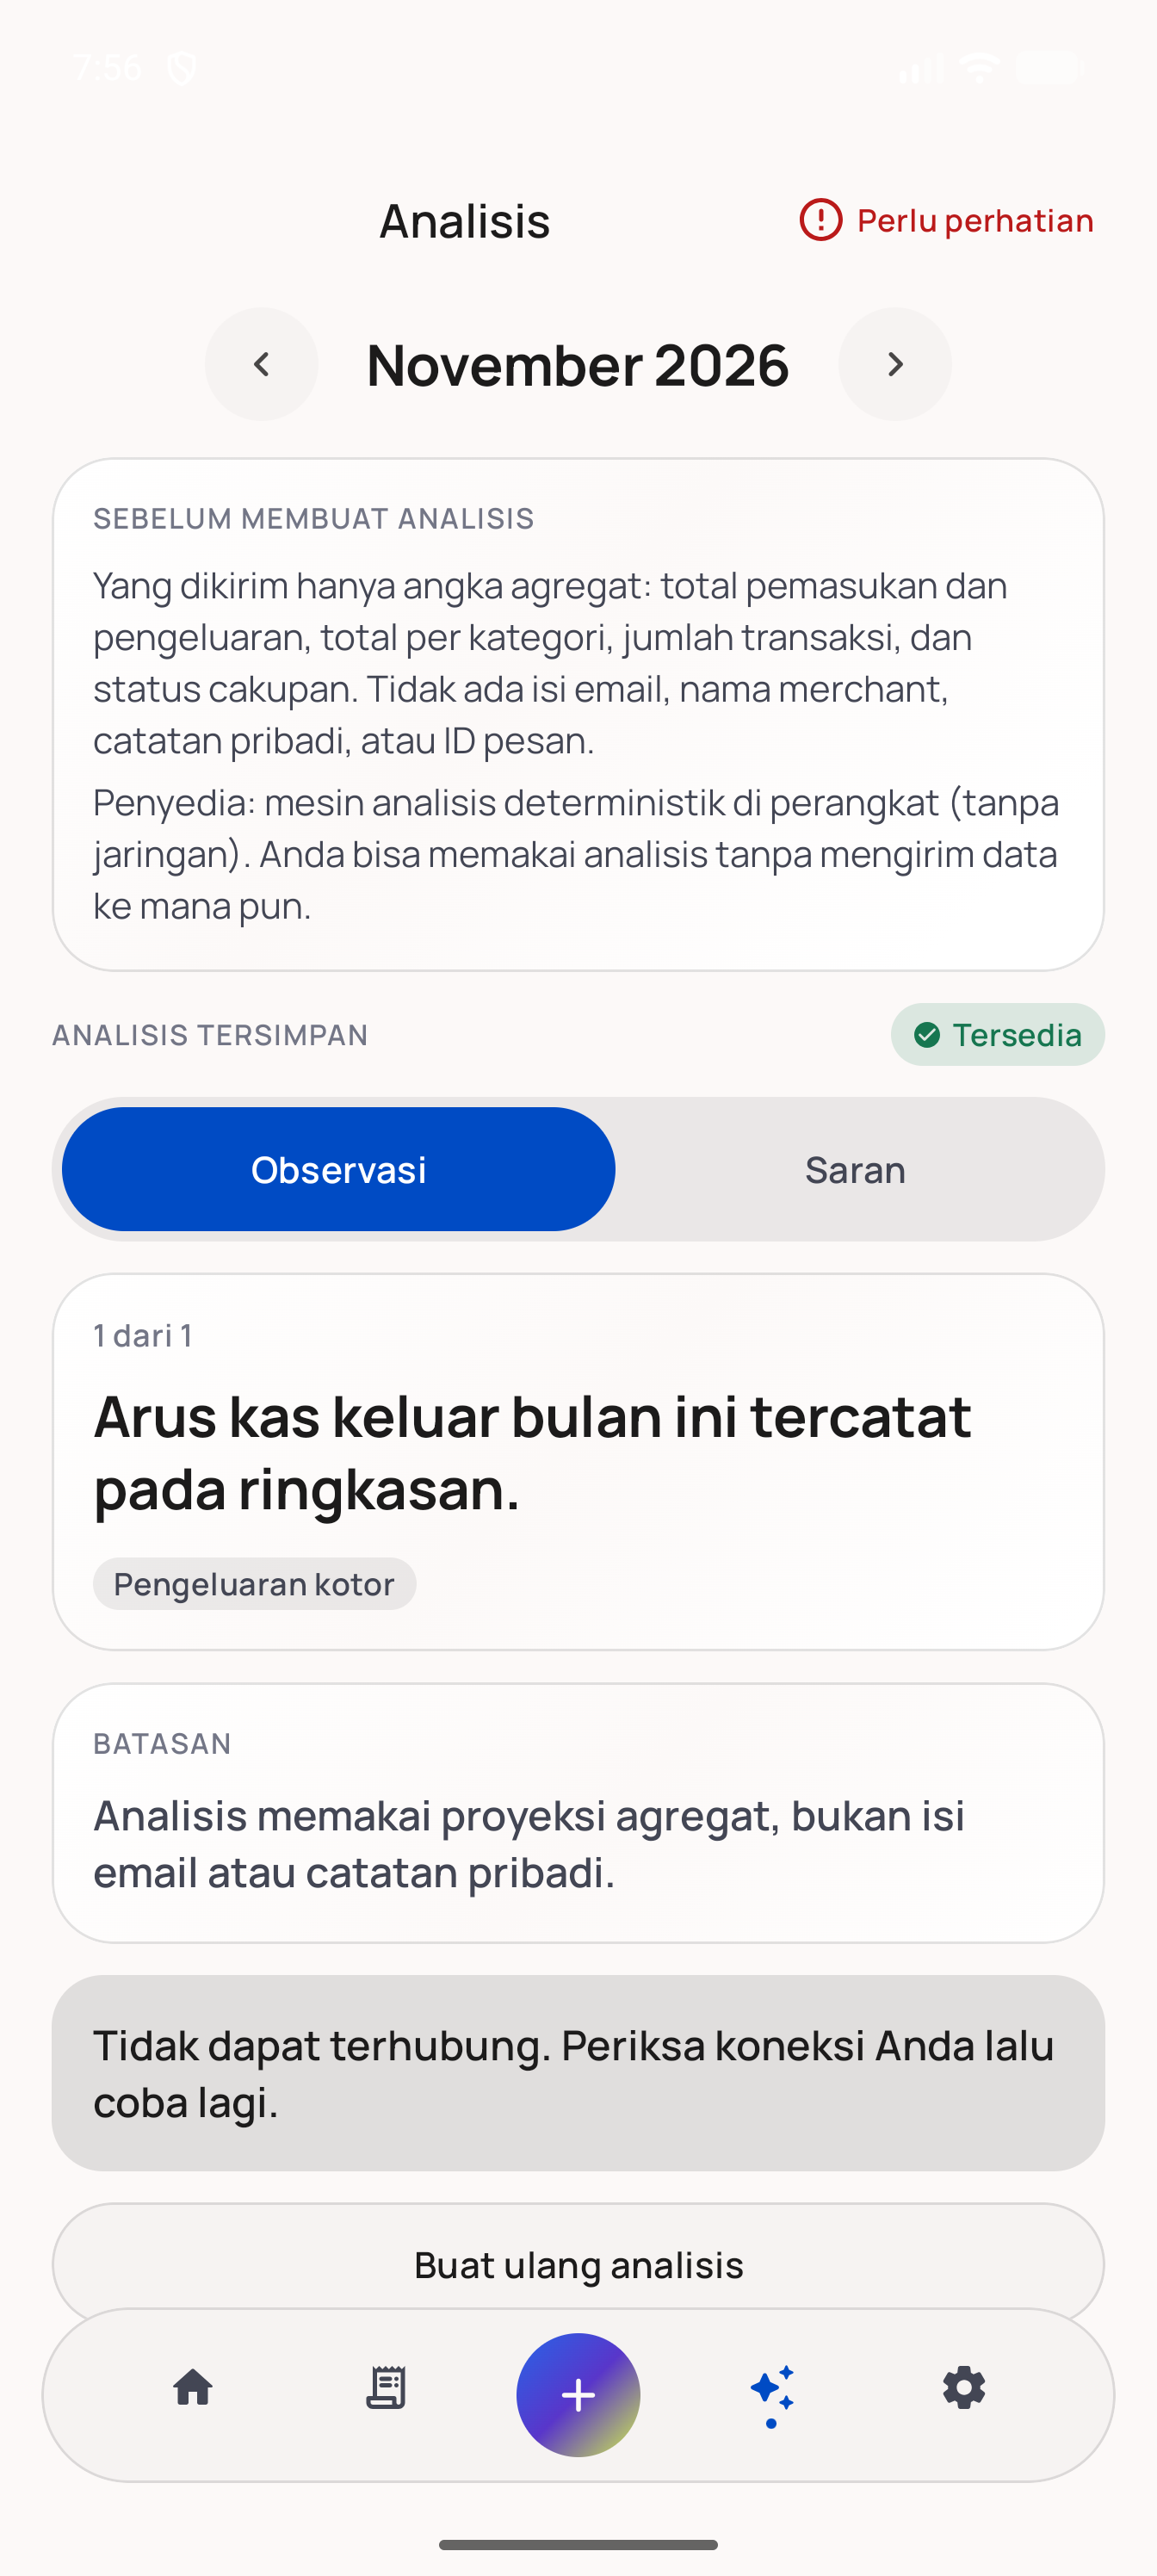 7:56
Analisis
Perlu perhatian
November 2026
SEBELUM MEMBUAT ANALISIS
Yang dikirim hanya angka agregat: total pemasukan dan
pengeluaran, total per kategori, jumlah transaksi, dan
status cakupan. Tidak ada isi email, nama merchant,
catatan pribadi, atau ID pesan.
Penyedia: mesin analisis deterministik di perangkat (tanpa
jaringan). Anda bisa memakai analisis tanpa mengirim data
ke mana pun.
ANALISIS TERSIMPAN
Tersedia
Observasi
Saran
1 dari 1
Arus kas keluar bulan ini tercatat
pada ringkasan.
Pengeluaran kotor
BATASAN
Analisis memakai proyeksi agregat, bukan isi
email atau catatan pribadi.
Tidak dapat terhubung. Periksa koneksi Anda lalu
coba lagi.
Buat ulang analisis